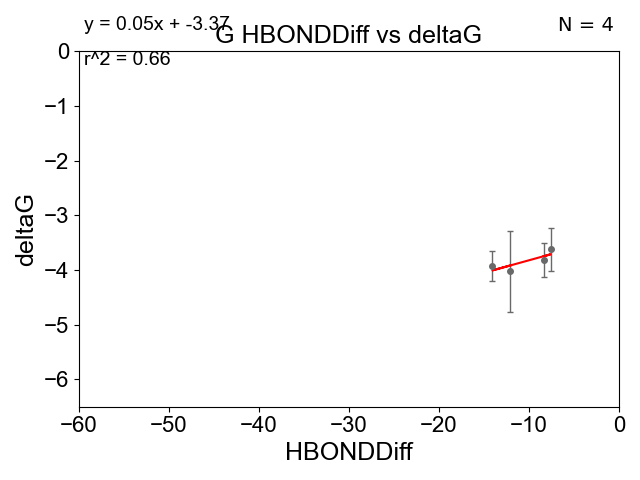 y = 0.05x + -3.37
G HBONDDiff vs deltaG
N = 4
r^2 = 0.66
0
−1
−2
−3
−4
−5
−6
deltaG
−60
−50
−40
−30
−20
−10
0
HBONDDiff